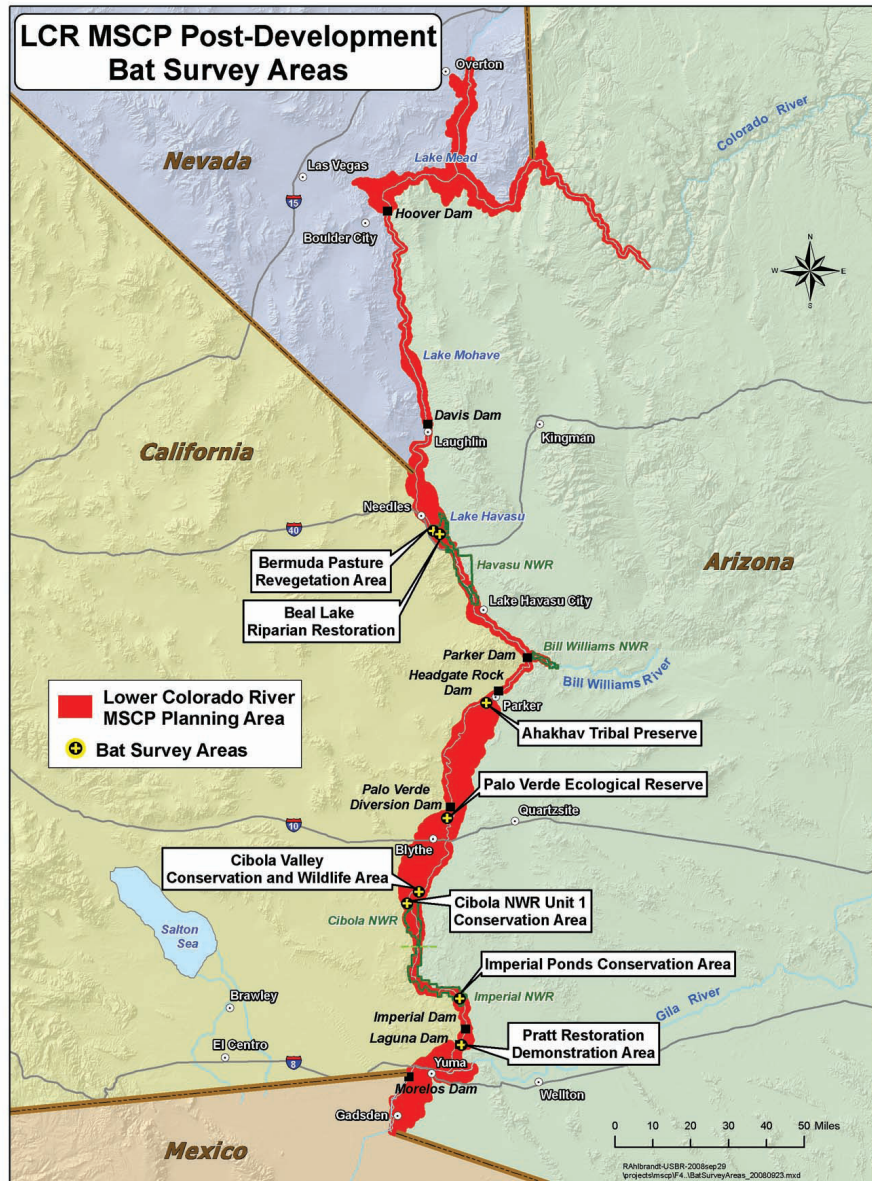 LCR MSCP Post-Development
Bat Survey Areas
Overton
Nevada
Las Vegas
Lake Mead
Colorado River
15
Hoover Dam
Boulder City
N
W
E
S
Lake Mohave
Davis Dam
Laughlin
Kingman
California
Needles
Lake Havasu
40
Bermuda Pasture
Revegetation Area
Havasu NWR
Arizona
Beal Lake
Riparian Restoration
Lake Havasu City
Bill Williams NWR
Parker Dam
Bill Williams River
Headgate Rock
Dam
Parker
Lower Colorado River
MSCP Planning Area
Bat Survey Areas
Ahakhav Tribal Preserve
Palo Verde
Diversion Dam
Palo Verde Ecological Reserve
Quartzsite
10
Blythe
Cibola Valley
Conservation and Wildlife Area
Cibola NWR Unit 1
Conservation Area
Cibola NWR
Salton
Sea
Imperial Ponds Conservation Area
Imperial NWR
Brawley
Gila River
Imperial Dam
Laguna Dam
Pratt Restoration
Demonstration Area
El Centro
8
Yuma
Morelos Dam
Wellton
Gadsden
Mexico
0 10 20 30 40 50 Miles
RAhlbrandt-USBR-2008sep29
\projects\mscp\F4..\BatSurveyAreas_20080923.mxd